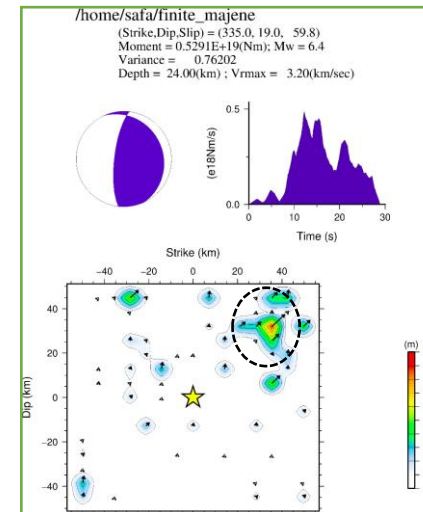 /home/safa/finite_majene
(Strike,Dip,Slip) = (335.0, 19.0, 59.8)
Moment = 0.5291E+19(Nm); Mw = 6.4
Variance = 0.76202
Depth = 24.00(km) ; Vrmax = 3.20(km/sec)
0.5
(e18Nm/s)
0.0
0 10 20 30
Time (s)
Strike (km)
−40 −20 0 20 40
40
20
Dip (km)
0
−20
−40
(m)